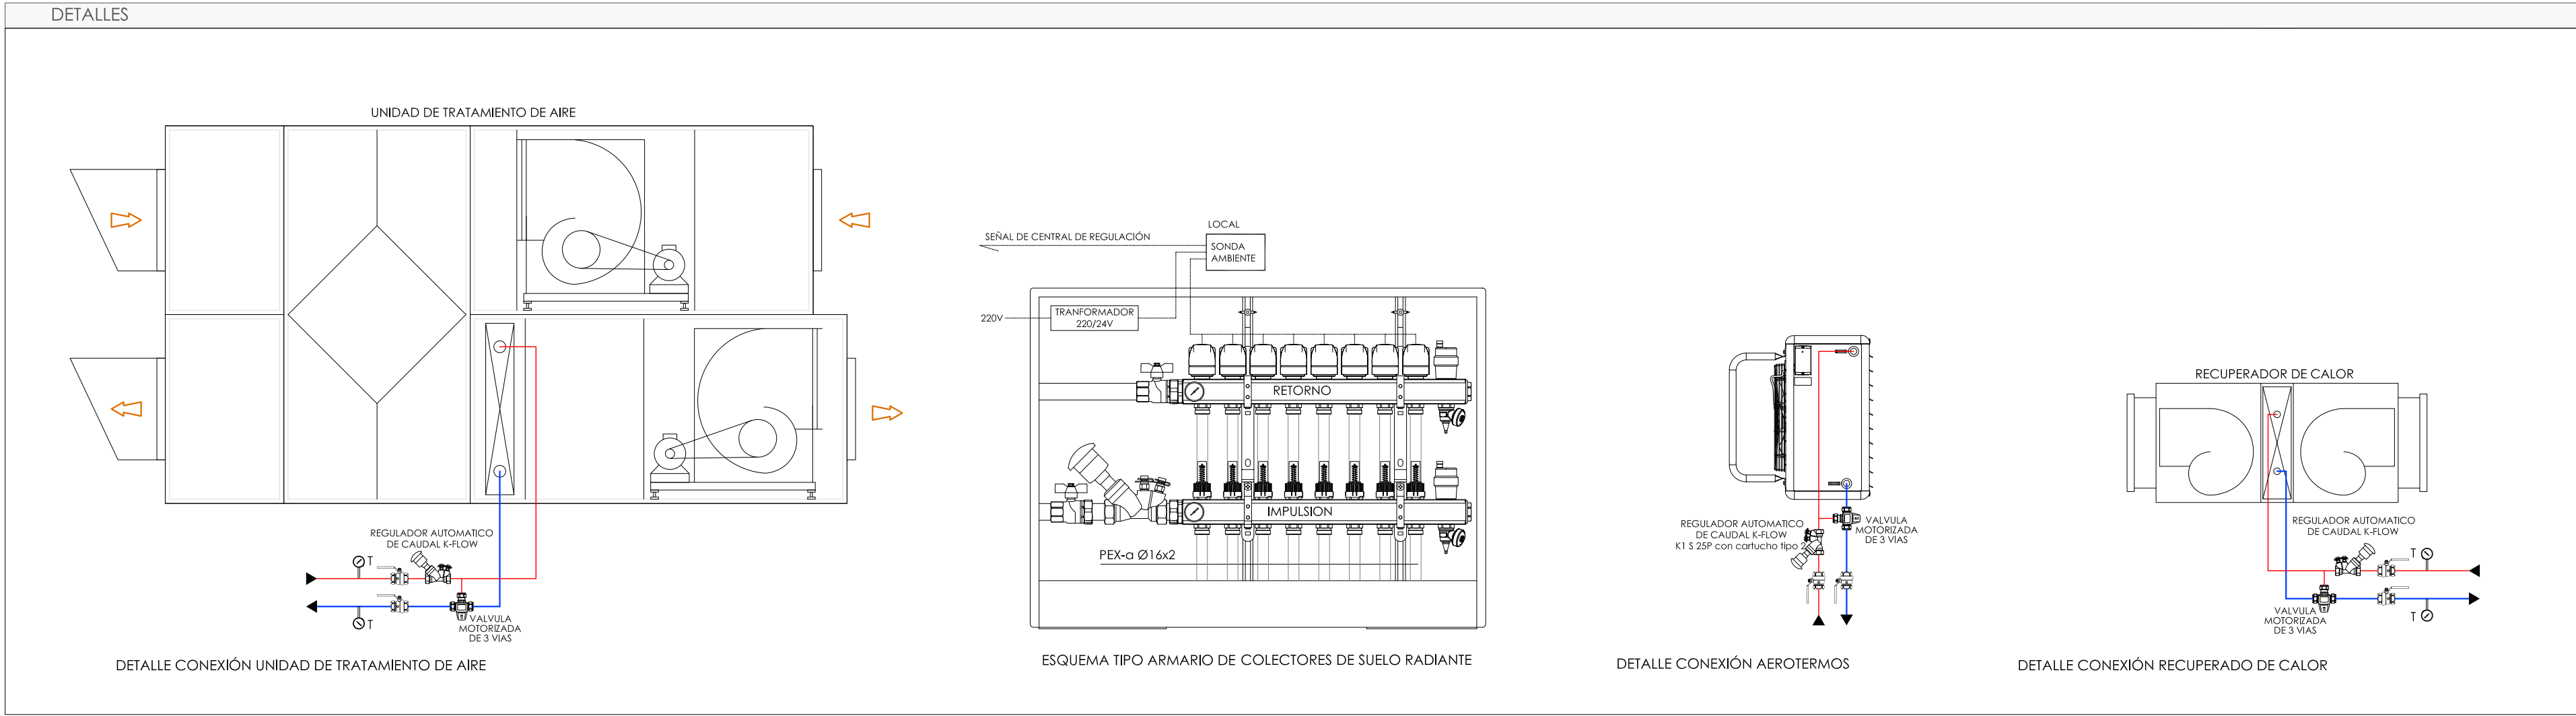 DETALLES
UNIDAD DE TRATAMIENTO DE AIRE
REGULADOR AUTOMATICO
DE CAUDAL K-FLOW
T
T
VALVULA
MOTORIZADA
DE 3 VIAS
DETALLE CONEXIÓN UNIDAD DE TRATAMIENTO DE AIRE
LOCAL
SEÑAL DE CENTRAL DE REGULACIÓN
SONDA
AMBIENTE
220V
TRANFORMADOR
220/24V
RETORNO
IMPULSION
PEX-a Ø16x2
ESQUEMA TIPO ARMARIO DE COLECTORES DE SUELO RADIANTE
REGULADOR AUTOMATICO
DE CAUDAL K-FLOW
K1 S 25P con cartucho tipo 2
VALVULA
MOTORIZADA
DE 3 VIAS
DETALLE CONEXIÓN AEROTERMOS
RECUPERADOR DE CALOR
REGULADOR AUTOMATICO
DE CAUDAL K-FLOW
T
T
VALVULA
MOTORIZADA
DE 3 VIAS
DETALLE CONEXIÓN RECUPERADO DE CALOR